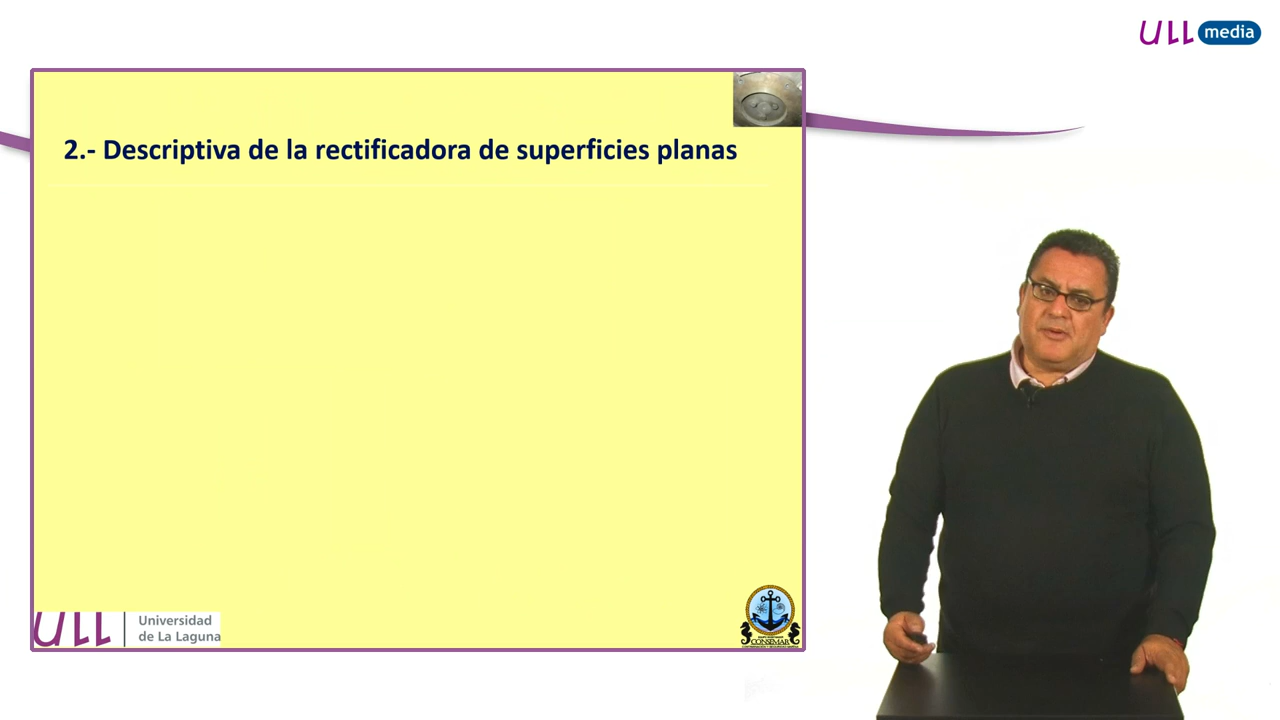 ULL media
2.- Descriptiva de la rectificadora de superficies planas
ULL
Universidad
de La Laguna
CONSEMAR